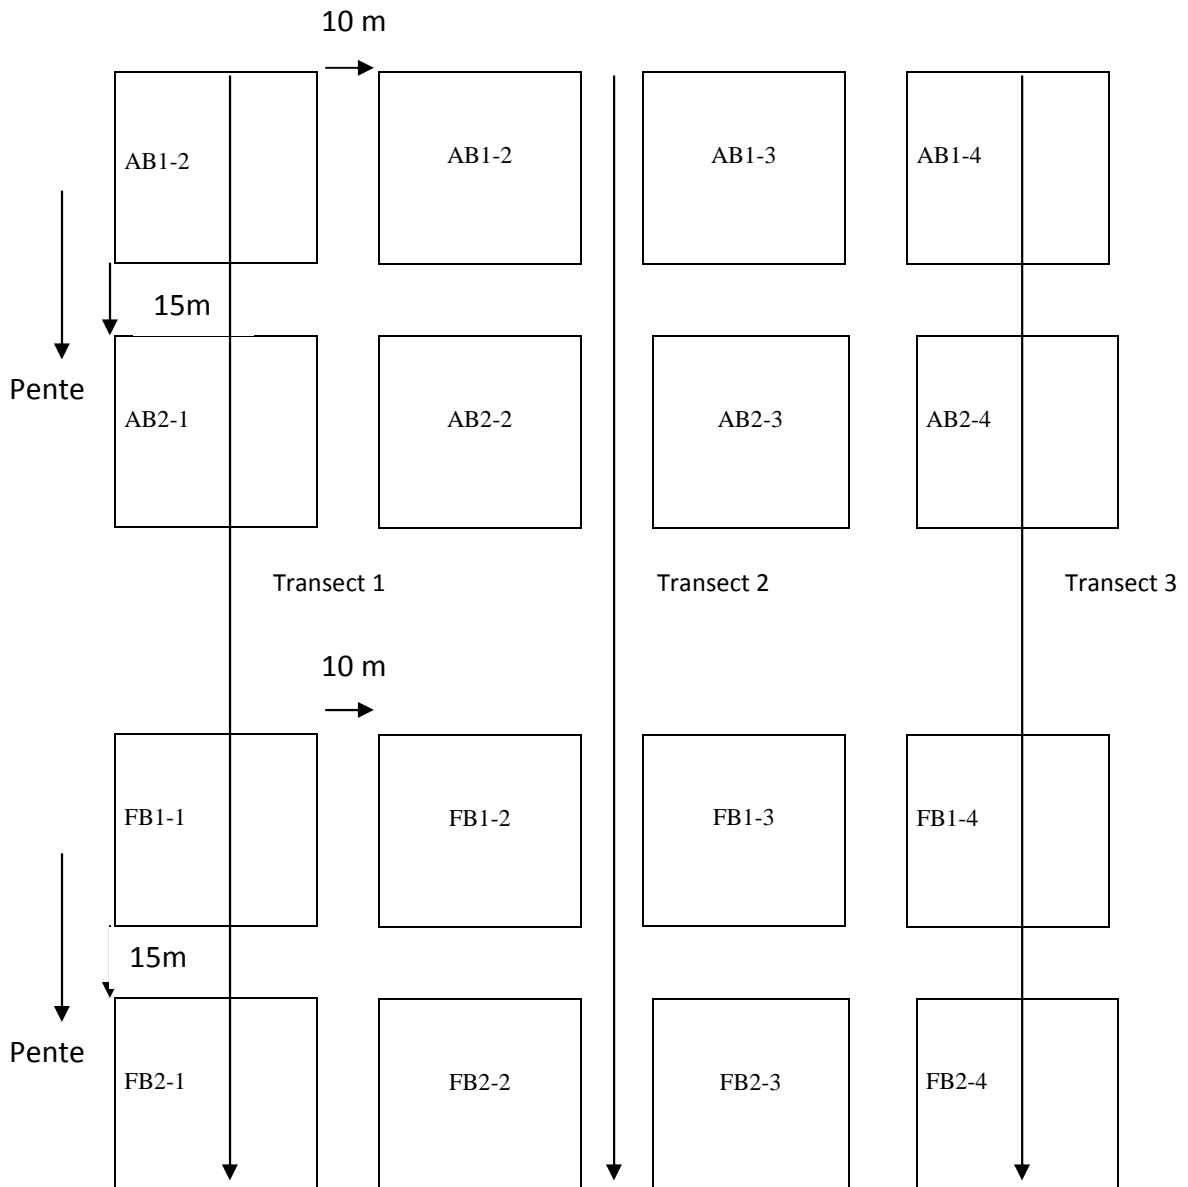 10 m
AB1-2
AB1-2
AB1-3
AB1-4
15m
Pente
AB2-1
AB2-2
AB2-3
AB2-4
Transect 1
Transect 2
Transect 3
10 m
FB1-1
FB1-2
FB1-3
FB1-4
15m
Pente
FB2-1
FB2-2
FB2-3
FB2-4